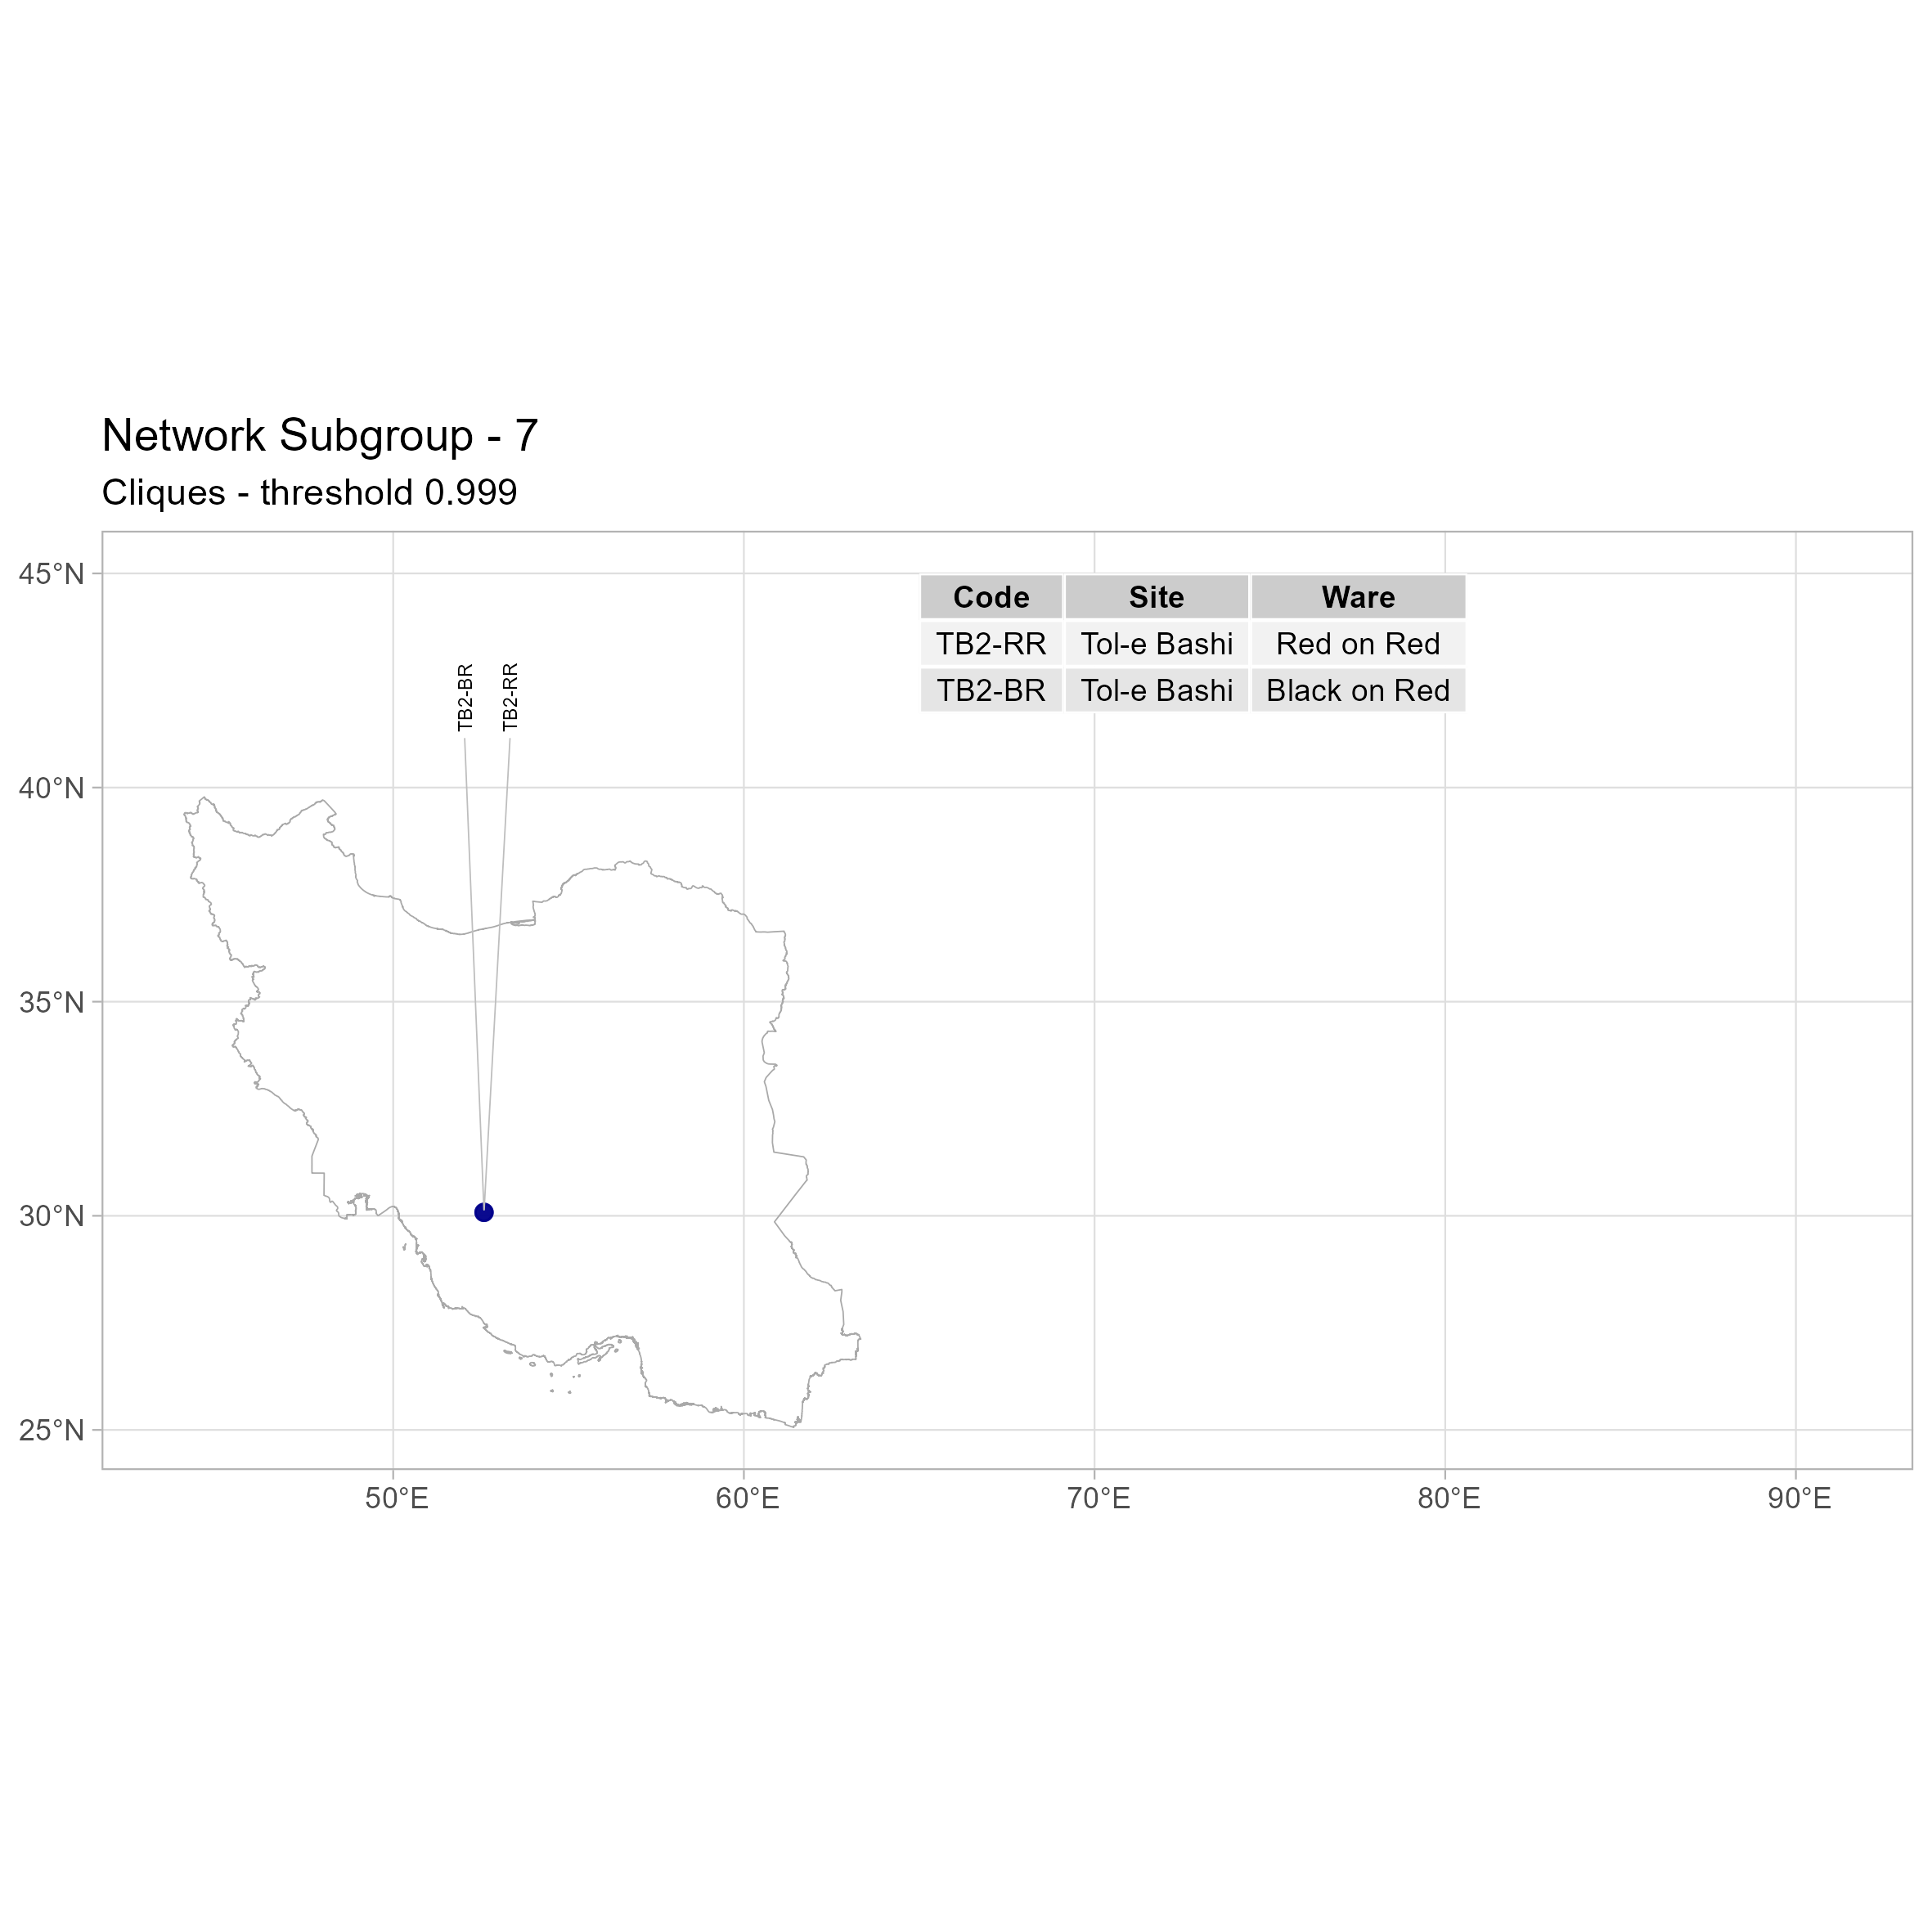 Network Subgroup - 7
Cliques - threshold 0.999
45°N
40°N
35°N
30°N
25°N
Code Site Ware
TB2-RR Tol-e Bashi Red on Red
TB2-BR Tol-e Bashi Black on Red
TB2-BR
TB2-RR
50°E 60°E 70°E 80°E 90°E